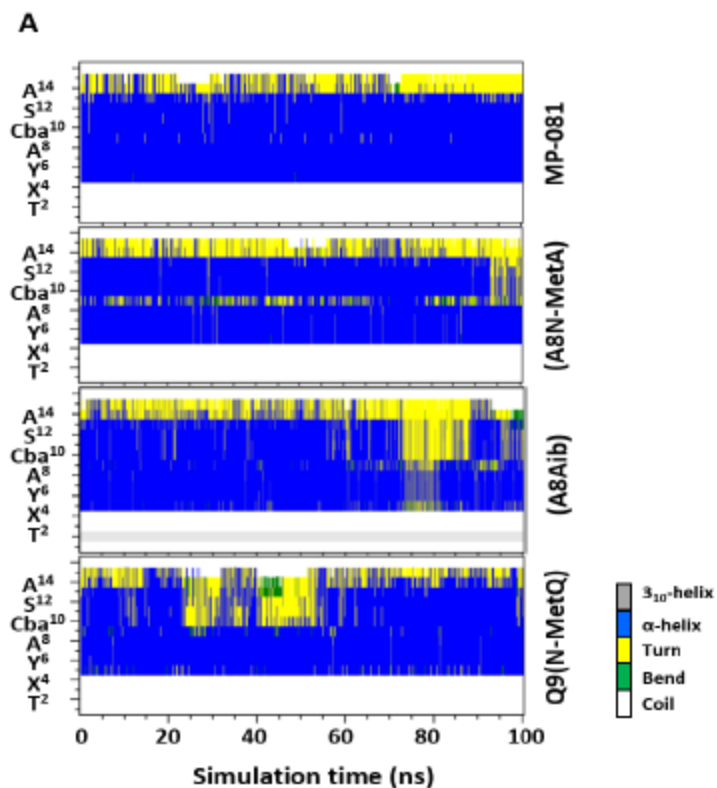 A
A14
S12
Cba10
A8
Y6
X4
T2
MP-081
A14
S12
Cba10
A8
Y6
X4
T2
(A8N-MetA)
A14
S12
Cba10
A8
Y6
X4
T2
(A8Aib)
A14
S12
Cba10
A8
Y6
X4
T2
Q9(N-MetQ)
0 20 40 60 80 100
Simulation time (ns)
3₁₀-helix
α-helix
Turn
Bend
Coil